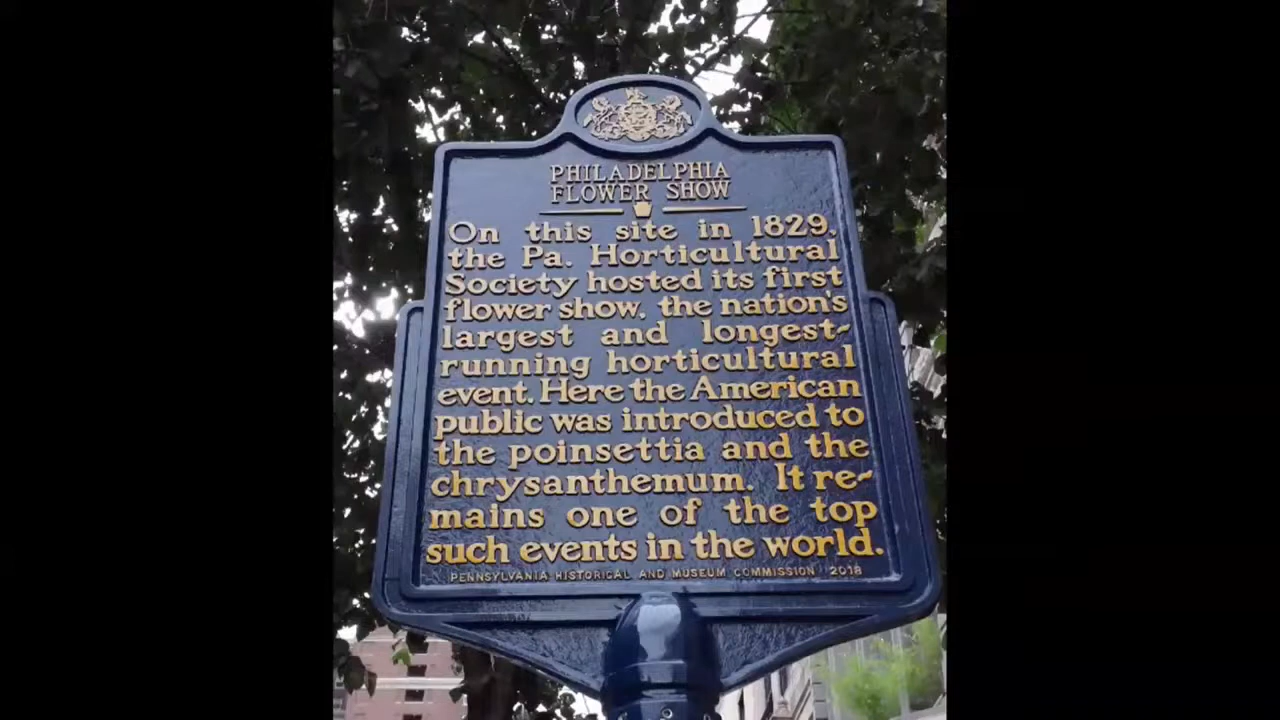 PHILADELPHIA
FLOWER SHOW
On this site in 1829,
the Pa. Horticultural
Society hosted its first
flower show, the nation's
largest and longest-
running horticultural
event. Here the American
public was introduced to
the poinsettia and the
chrysanthemum. It re-
mains one of the top
such events in the world.
PENNSYLVANIA HISTORICAL AND MUSEUM COMMISSION 2018